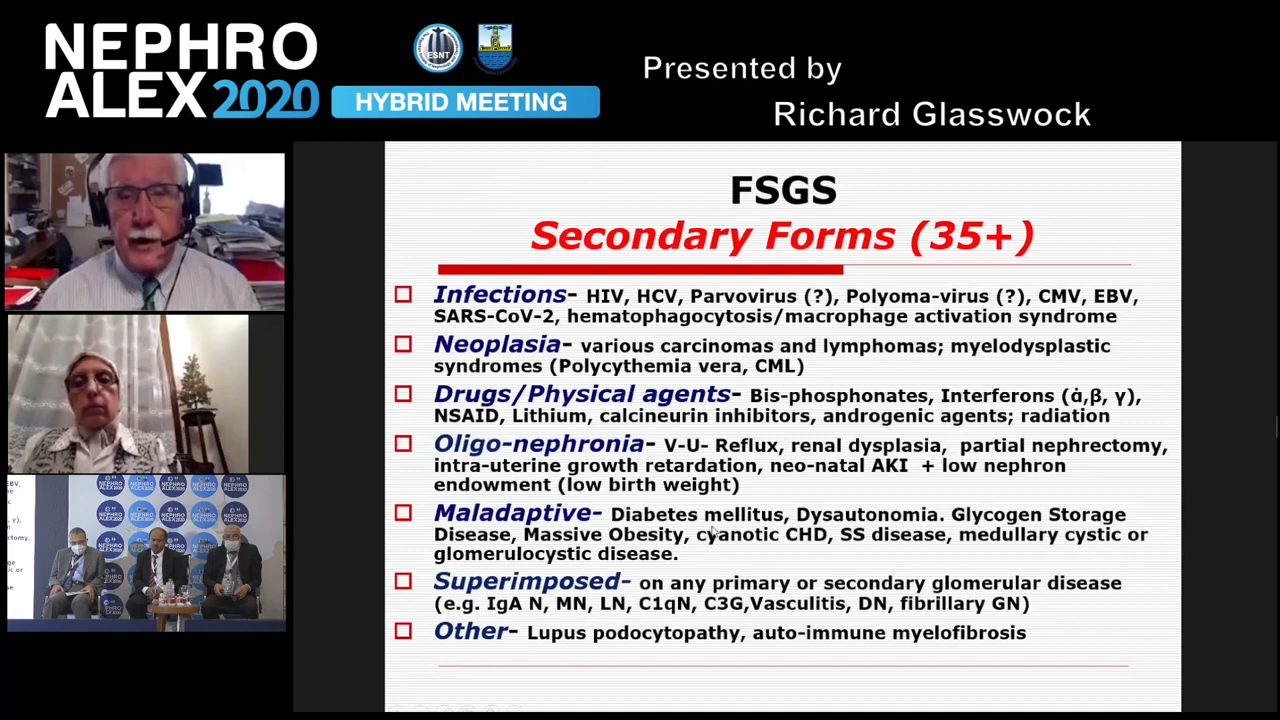 NEPHRO
ALEX2020
HYBRID MEETING
ESNT
Presented by
Richard Glasswock
FSGS
Secondary Forms (35+)
Infections- HIV, HCV, Parvovirus (?), Polyoma-virus (?), CMV, EBV,
SARS-CoV-2, hematophagocytosis/macrophage activation syndrome
Neoplasia- various carcinomas and lymphomas; myelodysplastic
syndromes (Polycythemia vera, CML)
Drugs/Physical agents- Bis-phosphonates, Interferons (ἀ,β, γ),
NSAID, Lithium, calcineurin inhibitors, androgenic agents; radiation
Oligo-nephronia- V-U- Reflux, renal dysplasia, partial nephrectomy,
intra-uterine growth retardation, neo-natal AKI + low nephron
endowment (low birth weight)
Maladaptive- Diabetes mellitus, Dysautonomia. Glycogen Storage
Disease, Massive Obesity, cyanotic CHD, SS disease, medullary cystic or
glomerulocystic disease.
Superimposed- on any primary or secondary glomerular disease
(e.g. IgA N, MN, LN, C1qN, C3G,Vasculitis, DN, fibrillary GN)
Other- Lupus podocytopathy, auto-immune myelofibrosis
NEPHRO
ALEX2020